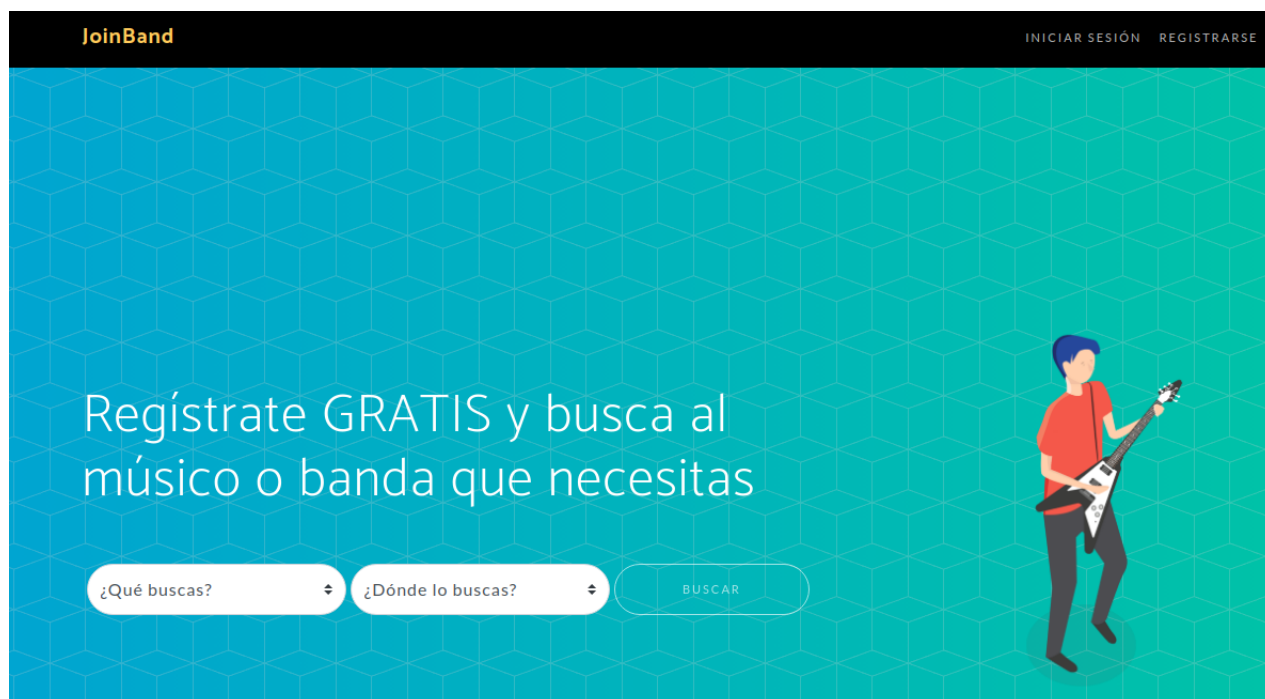 JoinBand
INICIAR SESIÓN REGISTRARSE
Regístrate GRATIS y busca al
músico o banda que necesitas
¿Qué buscas? ¿Dónde lo buscas? BUSCAR